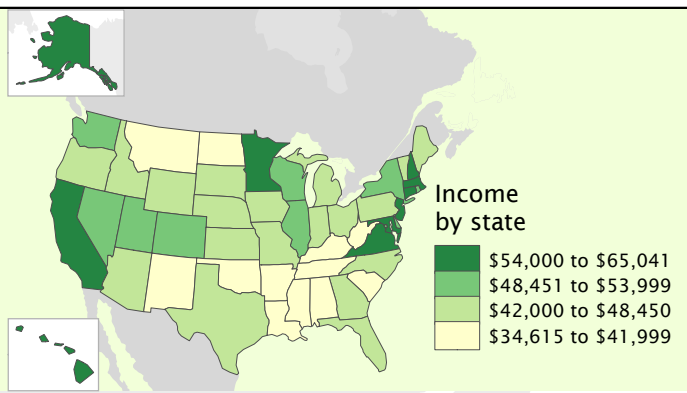 Income
by state
$54,000 to $65,041
$48,451 to $53,999
$42,000 to $48,450
$34,615 to $41,999